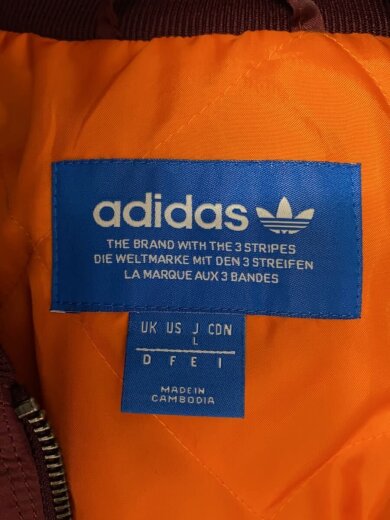 adidas
THE BRAND WITH THE 3 STRIPES
DIE WELTMARKE MIT DEN 3 STREIFEN
LA MARQUE AUX 3 BANDES
UK US J CDN
L
D F E I
MADE IN
CAMBODIA